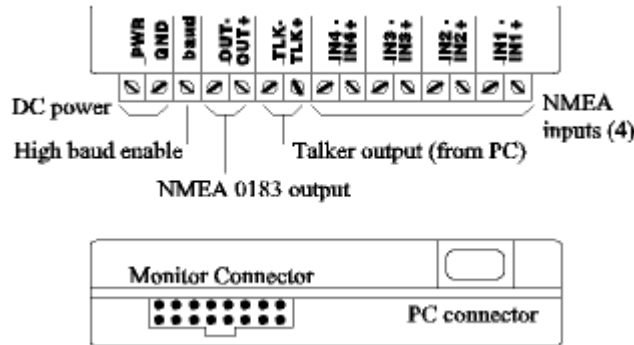 PWR GND baud OUT- OUT+ TLK- TLK+ IN4- IN4+ IN3- IN3+ IN2- IN2+ IN1- IN1+
DC power
NMEA
inputs (4)
High baud enable
Talker output (from PC)
NMEA 0183 output
Monitor Connector
PC connector